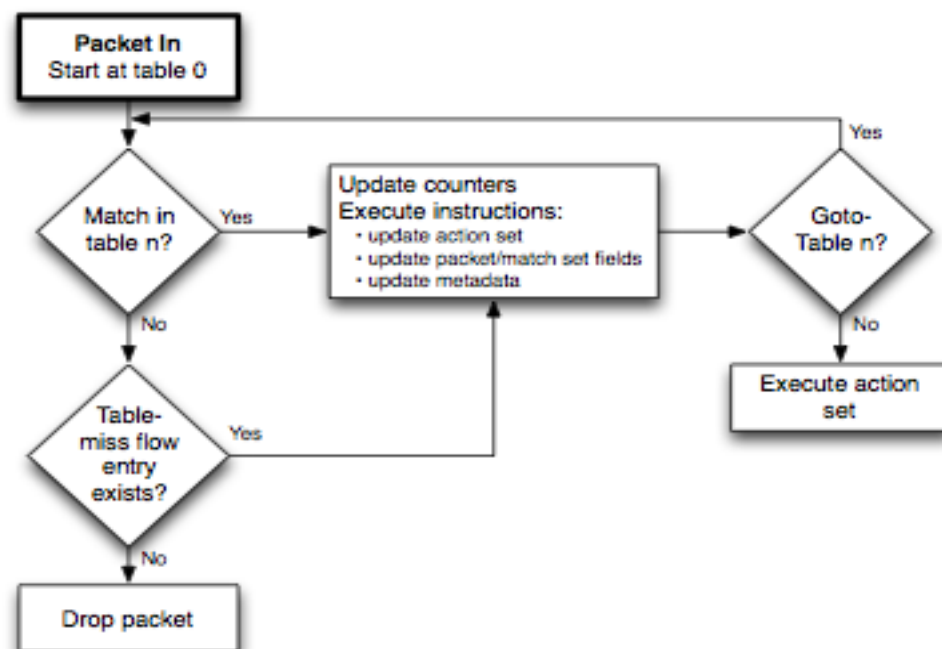 Packet In
Start at table 0
Yes
Match in
table n?
Yes
Update counters
Execute instructions:
• update action set
• update packet/match set fields
• update metadata
Goto-
Table n?
No
No
Execute action
set
Table-
miss flow
entry
exists?
Yes
No
Drop packet